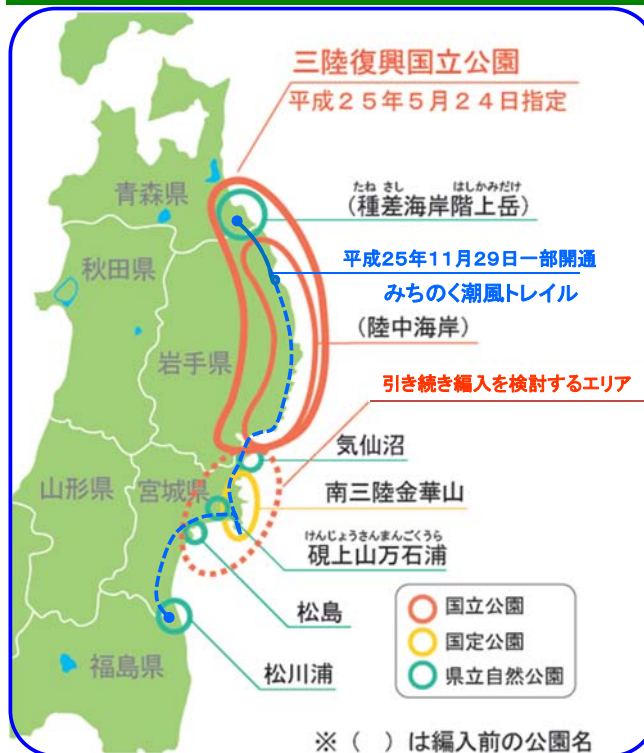 三陸復興国立公園
平成25年5月24日指定
青森県
たね さし はしかみだけ
(種差海岸階上岳)
平成25年11月29日一部開通
みちのく潮風トレイル
秋田県
(陸中海岸)
岩手県
引き続き編入を検討するエリア
気仙沼
山形県
宮城県
南三陸金華山
けんじょうさんまんごくうら
硯上山万石浦
松島
国立公園
国定公園
県立自然公園
福島県
松川浦
※( )は編入前の公園名